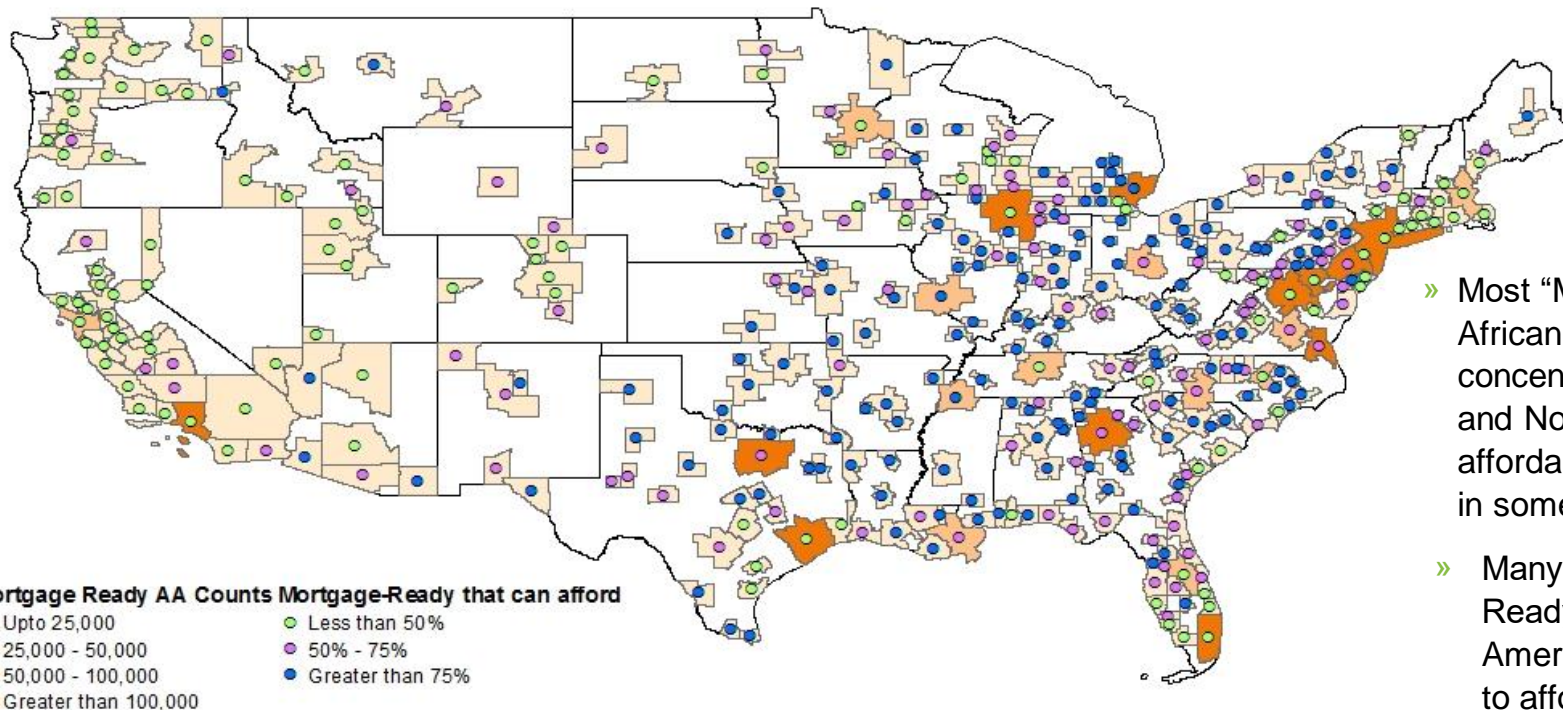 ortgage Ready AA Counts Mortgage-Ready that can afford
Upto 25,000
25,000 - 50,000
50,000 - 100,000
Greater than 100,000
Less than 50%
50% - 75%
Greater than 75%
» Most “M
African
concen
and No
afforda
in some
» Many
Read
Amer
to affo